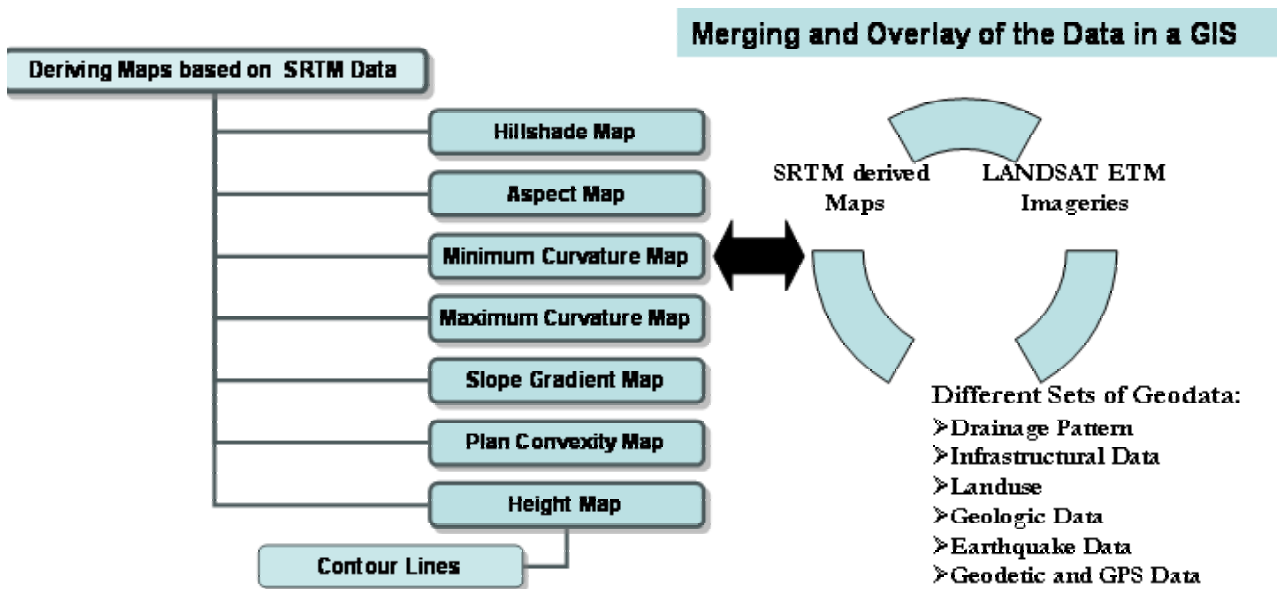 Merging and Overlay of the Data in a GIS
Deriving Maps based on SRTM Data
Hillshade Map
Aspect Map
Minimum Curvature Map
Maximum Curvature Map
Slope Gradient Map
Plan Convexity Map
Height Map
Contour Lines
SRTM derived
Maps
LANDSAT ETM
Imageries
Different Sets of Geodata:
➢Drainage Pattern
➢Infrastructural Data
➢Landuse
➢Geologic Data
➢Earthquake Data
➢Geodetic and GPS Data